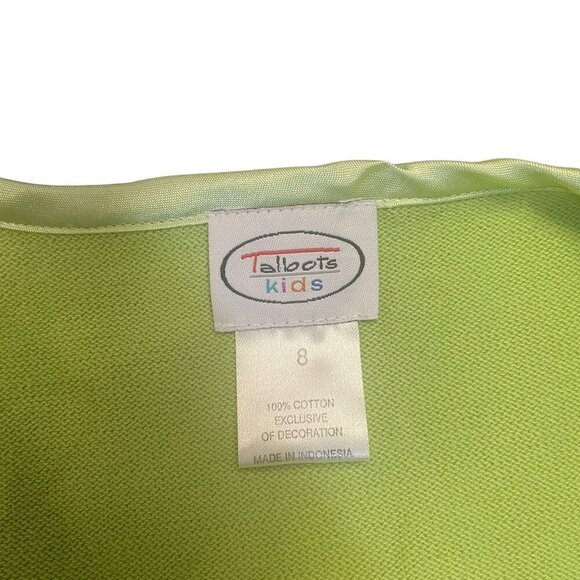 Talbots
kids
8
100% COTTON
EXCLUSIVE
OF DECORATION
MADE IN INDONESIA